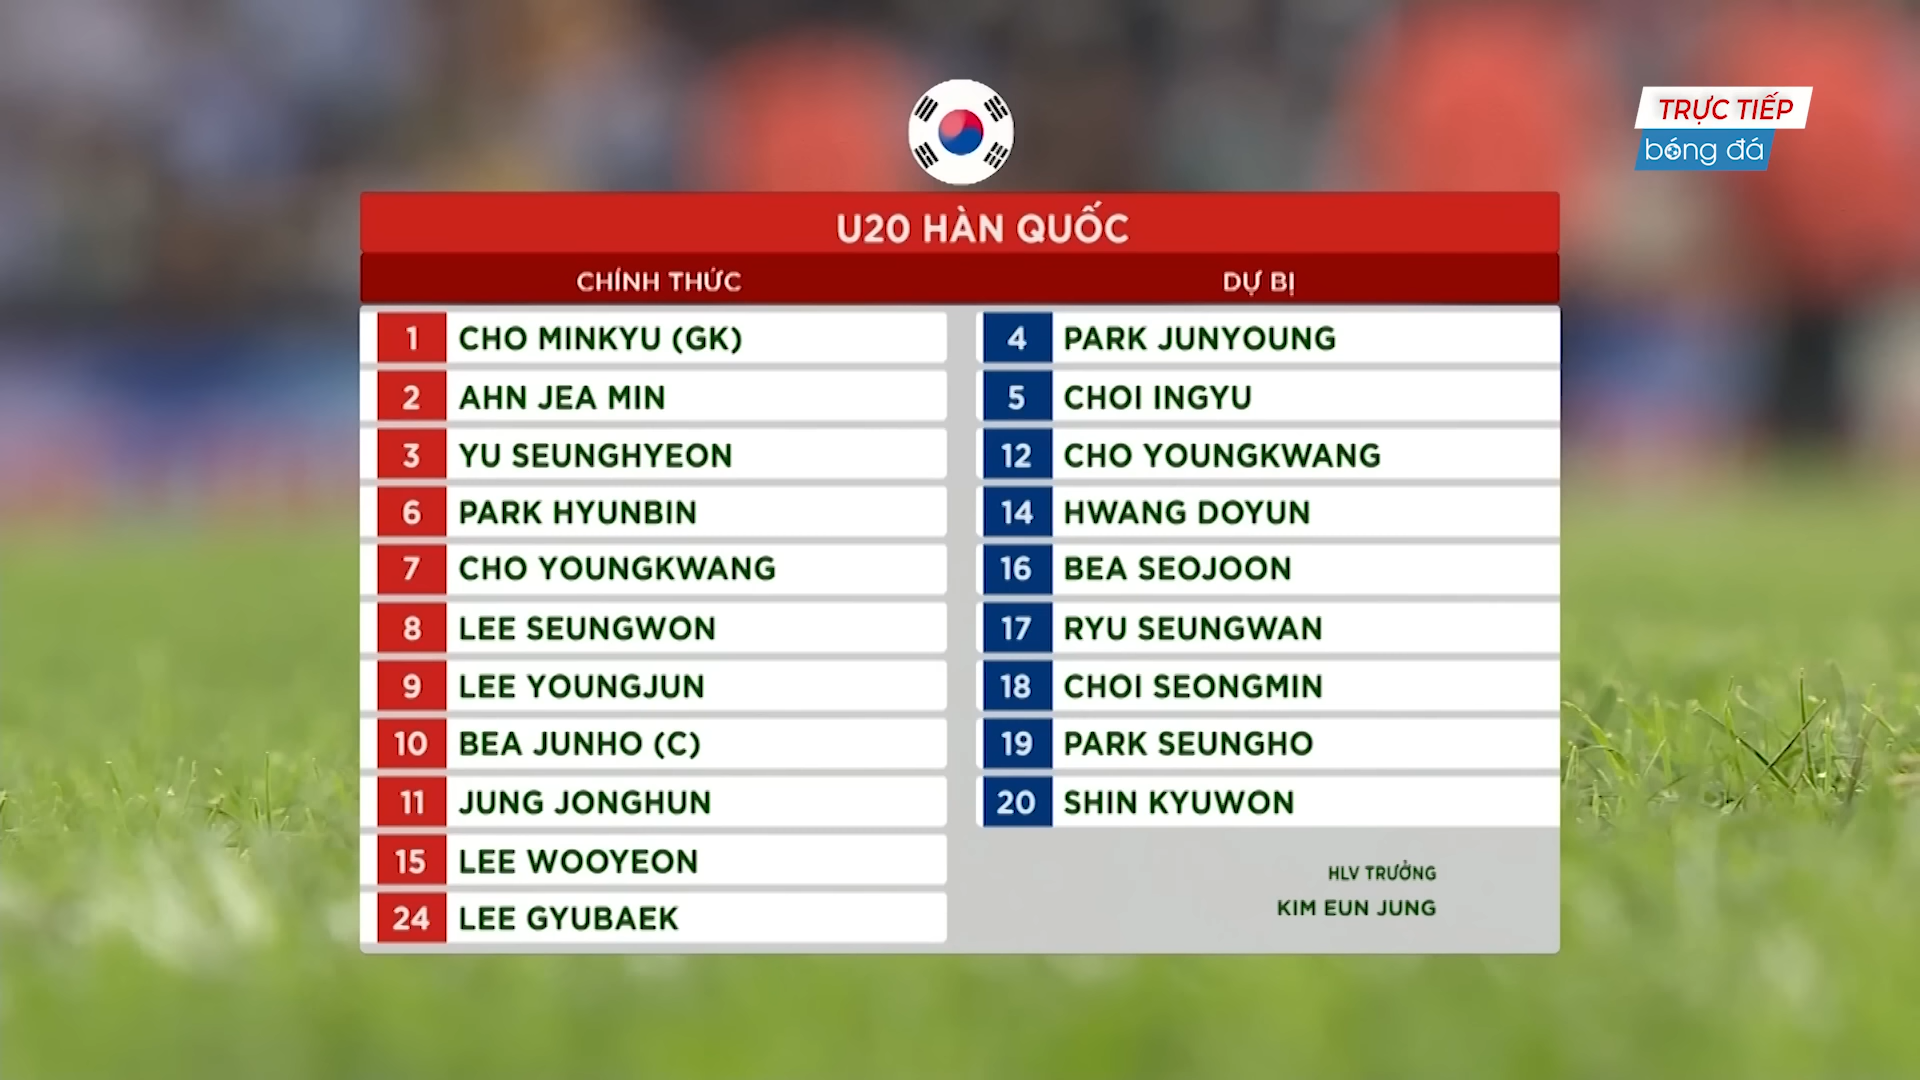 TRỰC TIẾP
bóng đá
U20 HÀN QUỐC
CHÍNH THỨC
1 CHO MINKYU (GK)
2 AHN JEA MIN
3 YU SEUNGHYEON
6 PARK HYUNBIN
7 CHO YOUNGKWANG
8 LEE SEUNGWON
9 LEE YOUNGJUN
10 BEA JUNHO (C)
11 JUNG JONGHUN
15 LEE WOOYEON
24 LEE GYUBAEK
DỰ BỊ
4 PARK JUNYOUNG
5 CHOI INGYU
12 CHO YOUNGKWANG
14 HWANG DOYUN
16 BEA SEOJOON
17 RYU SEUNGWAN
18 CHOI SEONGMIN
19 PARK SEUNGHO
20 SHIN KYUWON
HLV TRƯỞNG
KIM EUN JUNG